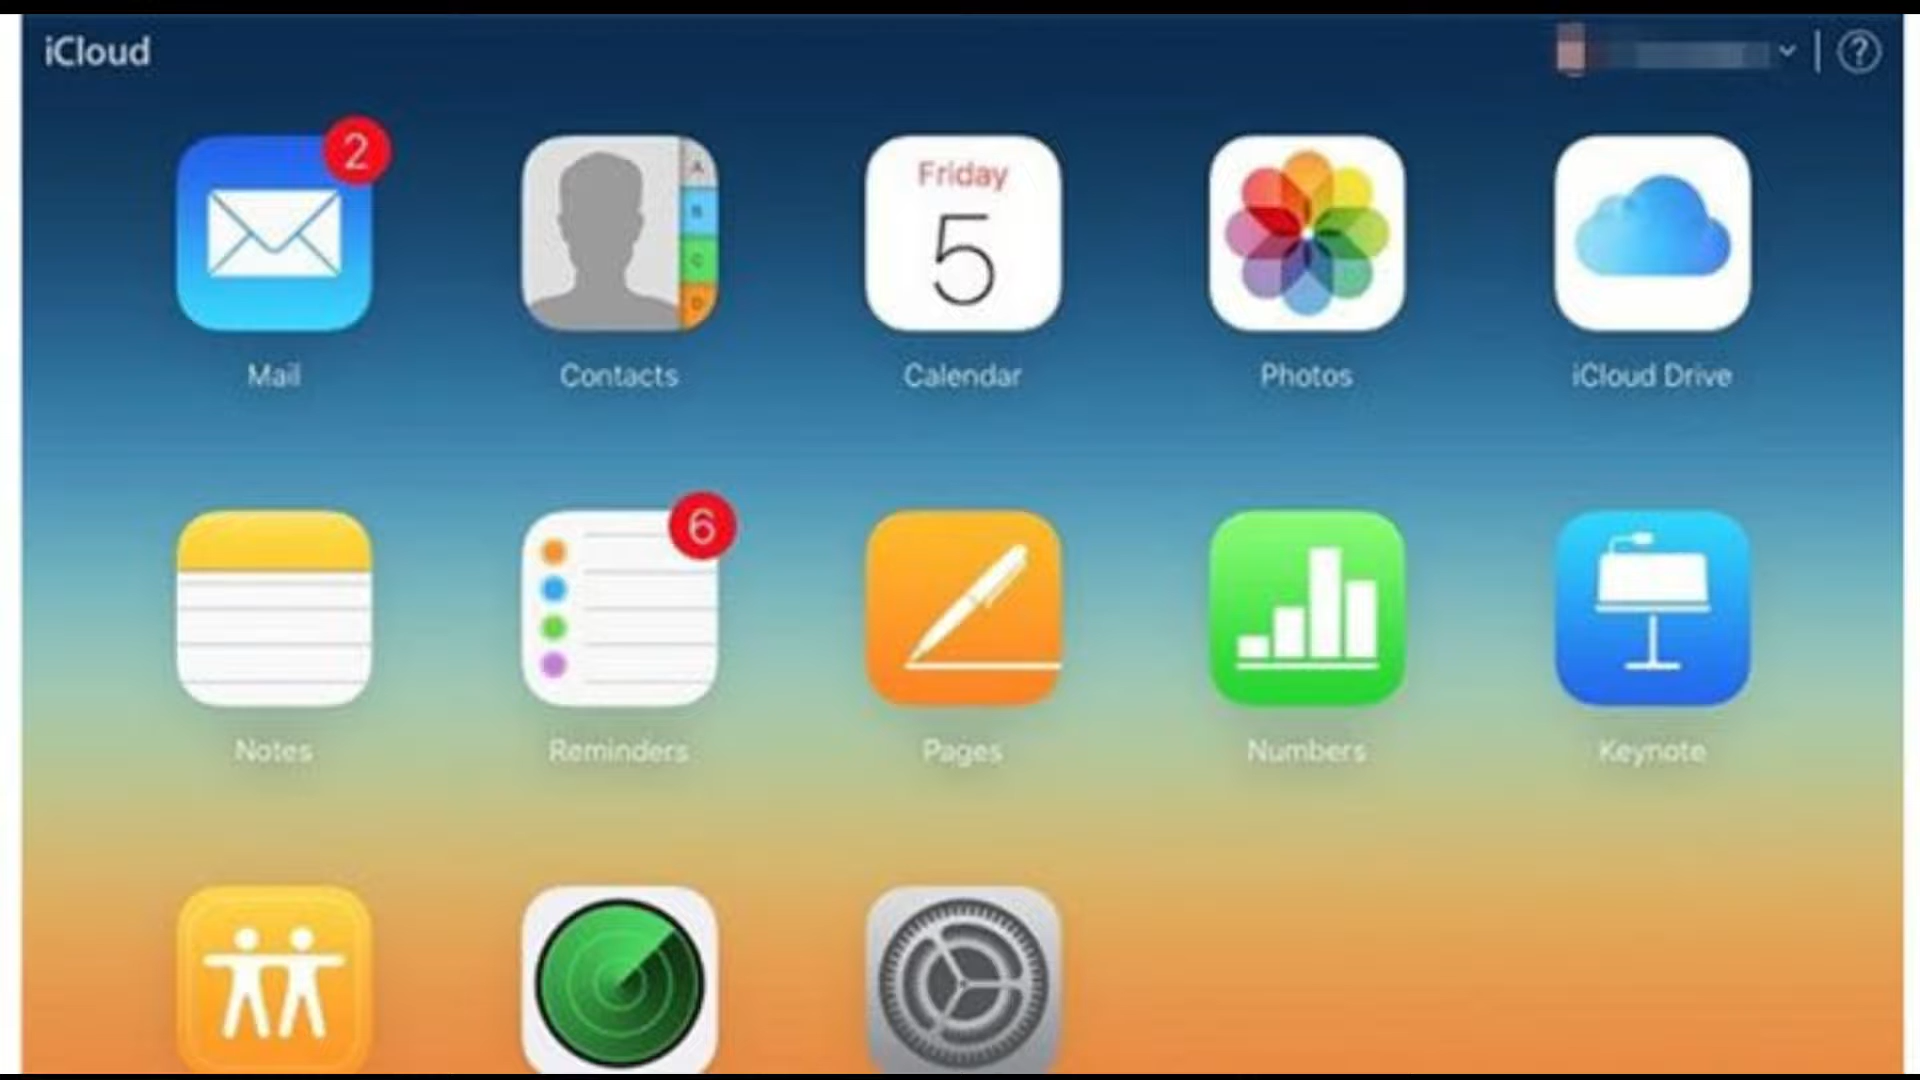 iCloud
?
2
A
B
C
D
Friday
5
Mail
Contacts
Calendar
Photos
iCloud Drive
6
Notes
Reminders
Pages
Numbers
Keynote